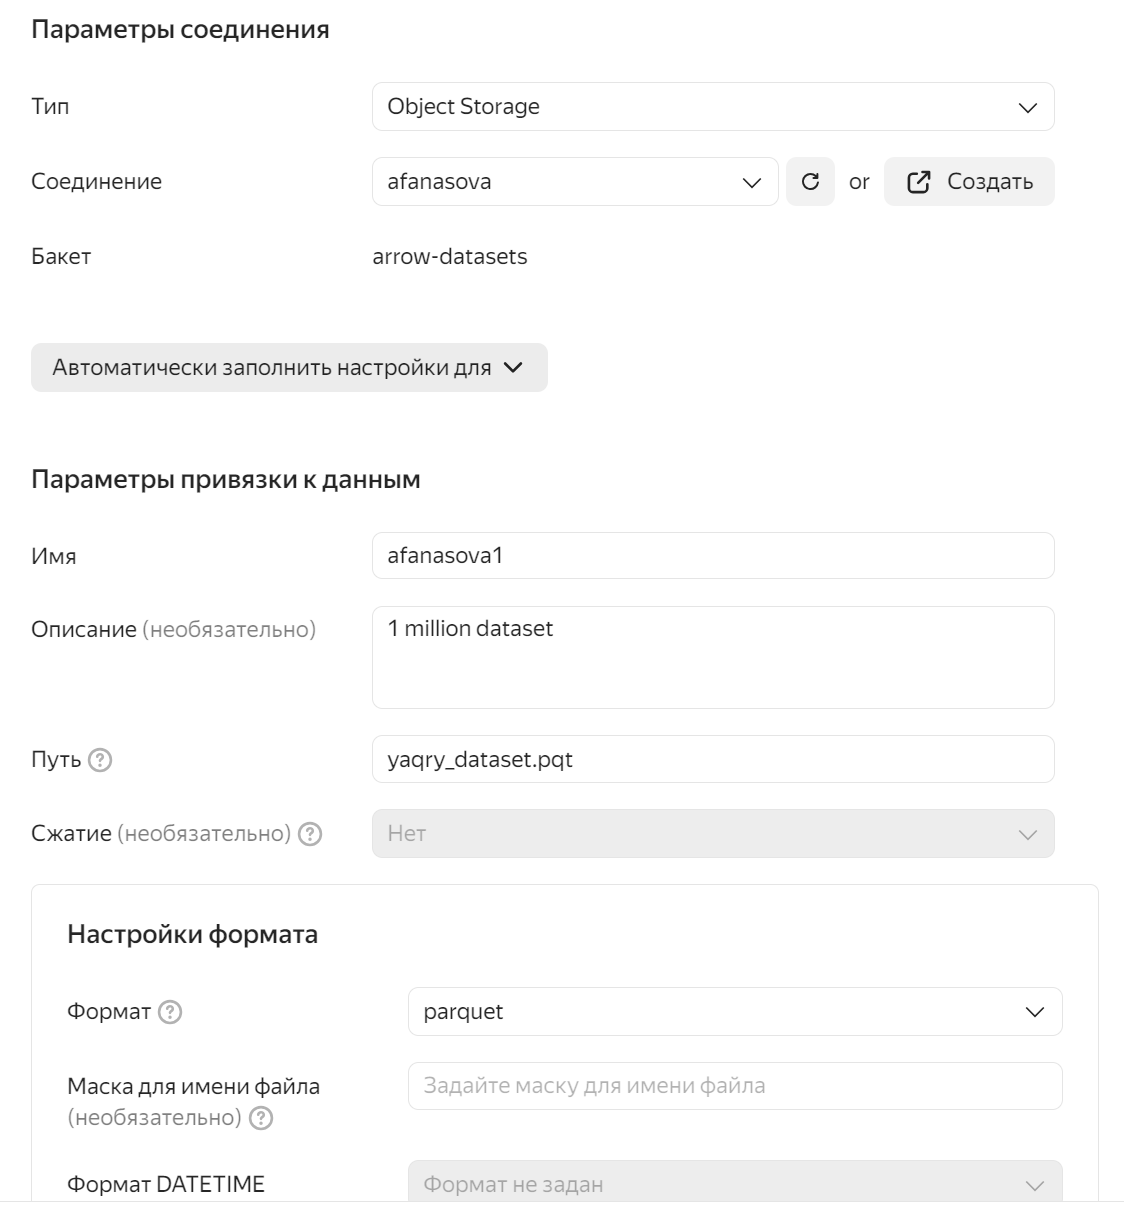 Параметры соединения
Тип
Object Storage
Соединение
afanasova
or
Создать
Бакет
arrow-datasets
Автоматически заполнить настройки для
Параметры привязки к данным
Имя
afanasova1
Описание (необязательно)
1 million dataset
Путь
yaqry_dataset.pqt
Сжатие (необязательно)
Нет
Настройки формата
Формат
parquet
Маска для имени файла
(необязательно)
Задайте маску для имени файла
Формат DATETIME
Формат не задан